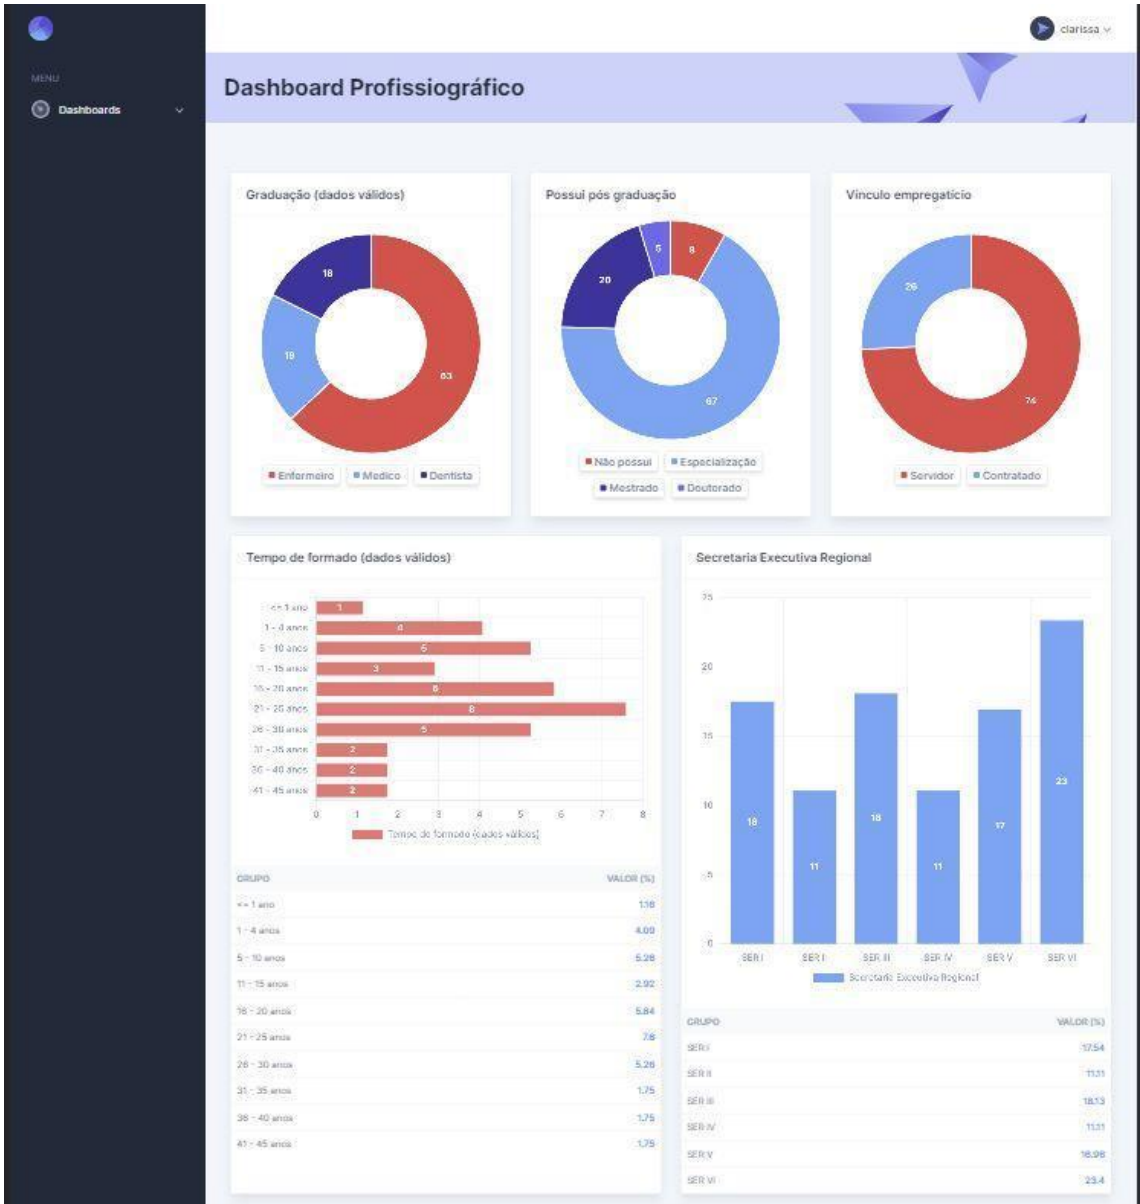 clarissa
MENU
Dashboards
Dashboard Profissiográfico
Graduação (dados válidos)
18
19
63
Enfermeiro Medico Dentista
Possui pós graduação
5
8
20
67
Não possui Especialização
Mestrado Doutorado
Vinculo empregatício
26
74
Servidor Contratado
Tempo de formado (dados válidos)
<= 1 ano 1
1 - 4 anos 4
5 - 10 anos 5
11 - 15 anos 3
16 - 20 anos 6
21 - 25 anos 8
26 - 30 anos 5
31 - 35 anos 2
36 - 40 anos 2
41 - 45 anos 2
0 1 2 3 4 5 6 7 8
Tempo de formado (dados válidos)
GRUPO VALOR (%)
<= 1 ano 1.16
1 - 4 anos 4.09
5 - 10 anos 5.26
11 - 15 anos 2.92
16 - 20 anos 5.84
21 - 25 anos 7.6
26 - 30 anos 5.26
31 - 35 anos 1.75
36 - 40 anos 1.75
41 - 45 anos 1.75
Secretaria Executiva Regional
25
20
15
10
5
0
18
11
18
11
17
23
SER I SER II SER III SER IV SER V SER VI
Secretaria Executiva Regional
GRUPO VALOR (%)
SER I 17.54
SER II 11.11
SER III 18.13
SER IV 11.11
SER V 16.96
SER VI 23.4